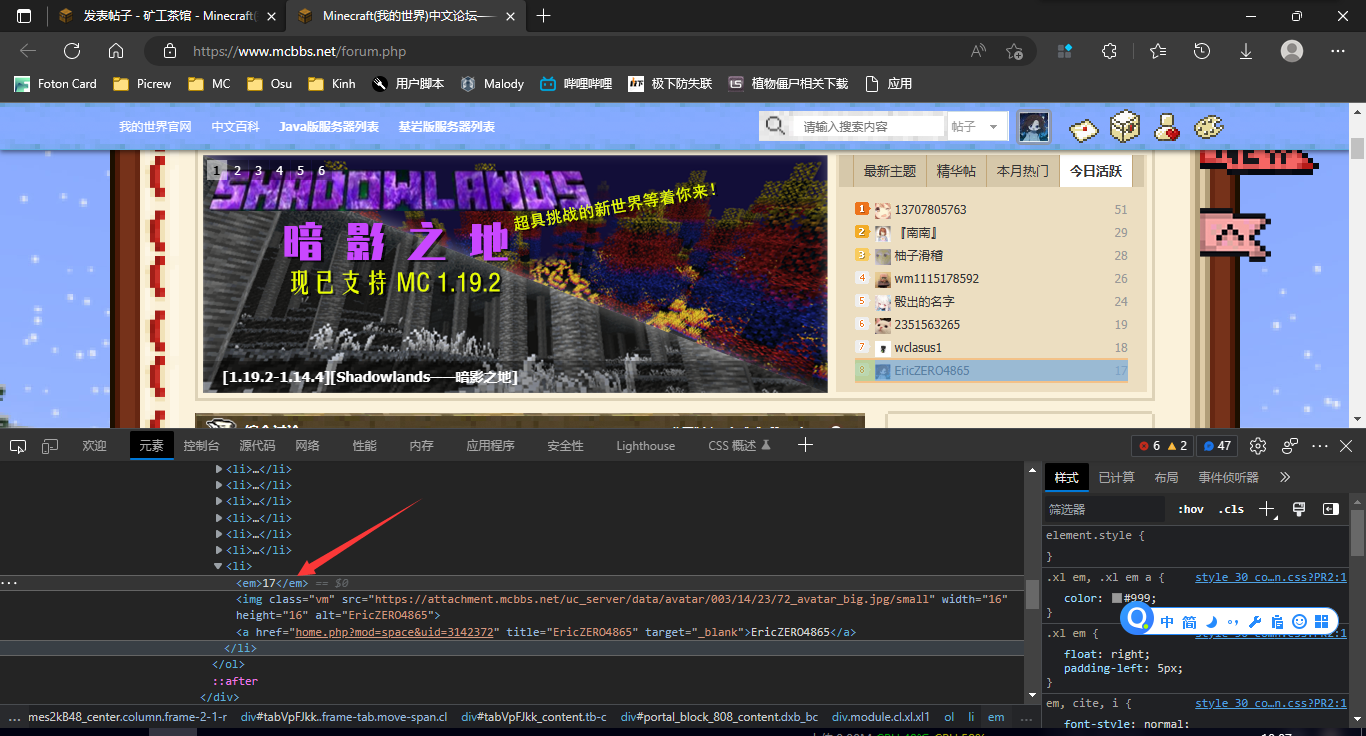 发表帖子 - 矿工茶馆 - Minecraft(
Minecraft(我的世界)中文论坛——
https://www.mcbbs.net/forum.php
Foton Card Picrew MC Osu Kinh 用户脚本 Malody 哔哩哔哩 极下防失联 植物僵尸相关下载 应用
我的世界官网 中文百科 Java版服务器列表 基岩版服务器列表
请输入搜索内容 帖子
1 2 3 4 5 6
SHADOWLANDS
超具挑战的新世界等着你来!
暗影之地
现已支持 MC 1.19.2
[1.19.2-1.14.4][Shadowlands——暗影之地]
最新主题 精华帖 本月热门 今日活跃
1 13707805763 51
2 『南南』 29
3 柚子滑稽 28
4 wm1115178592 26
5 骰出的名字 24
6 2351563265 19
7 wclasus1 18
8 EricZERO4865 17
欢迎 元素 控制台 源代码 网络 性能 内存 应用程序 安全性 Lighthouse CSS 概述
6 2 47
<li>…</li>
<li>…</li>
<li>…</li>
<li>…</li>
<li>…</li>
<li>…</li>
<li>
<em>17</em> == $0
<img class="vm" src="https://attachment.mcbbs.net/uc_server/data/avatar/003/14/23/72_avatar_big.jpg/small" width="16"
height="16" alt="EricZERO4865">
<a href="home.php?mod=space&uid=3142372" title="EricZERO4865" target="_blank">EricZERO4865</a>
</li>
</ol>
::after
</div>
… mes2kB48_center.column.frame-2-1-r div#tabVpFJkk..frame-tab.move-span.cl div#tabVpFJkk_content.tb-c div#portal_block_808_content.dxb_bc div.module.cl.xl.xl1 ol li em …
样式 已计算 布局 事件侦听器
筛选器 :hov .cls
element.style {
}
.xl em, .xl em a { style_30_co…n.css?PR2:1
color: #999;
}
中 简
.xl em { style_30_co…n.css?PR2:1
float: right;
padding-left: 5px;
}
em, cite, i { style_30_co…n.css?PR2:1
font-style: normal;